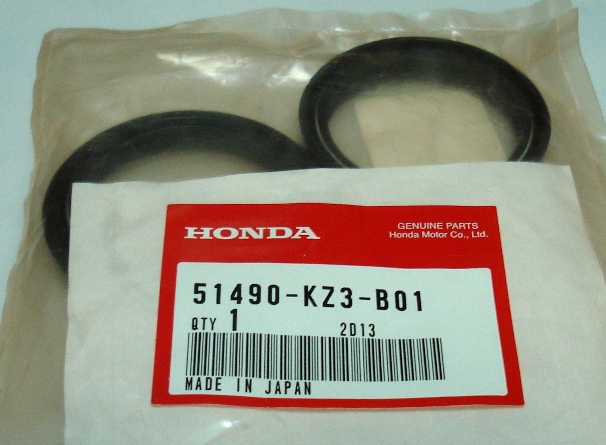 HONDA
GENUINE PARTS
Honda Motor Co., Ltd.
51490-KZ3-B01
QTY 1 2D13
MADE IN JAPAN